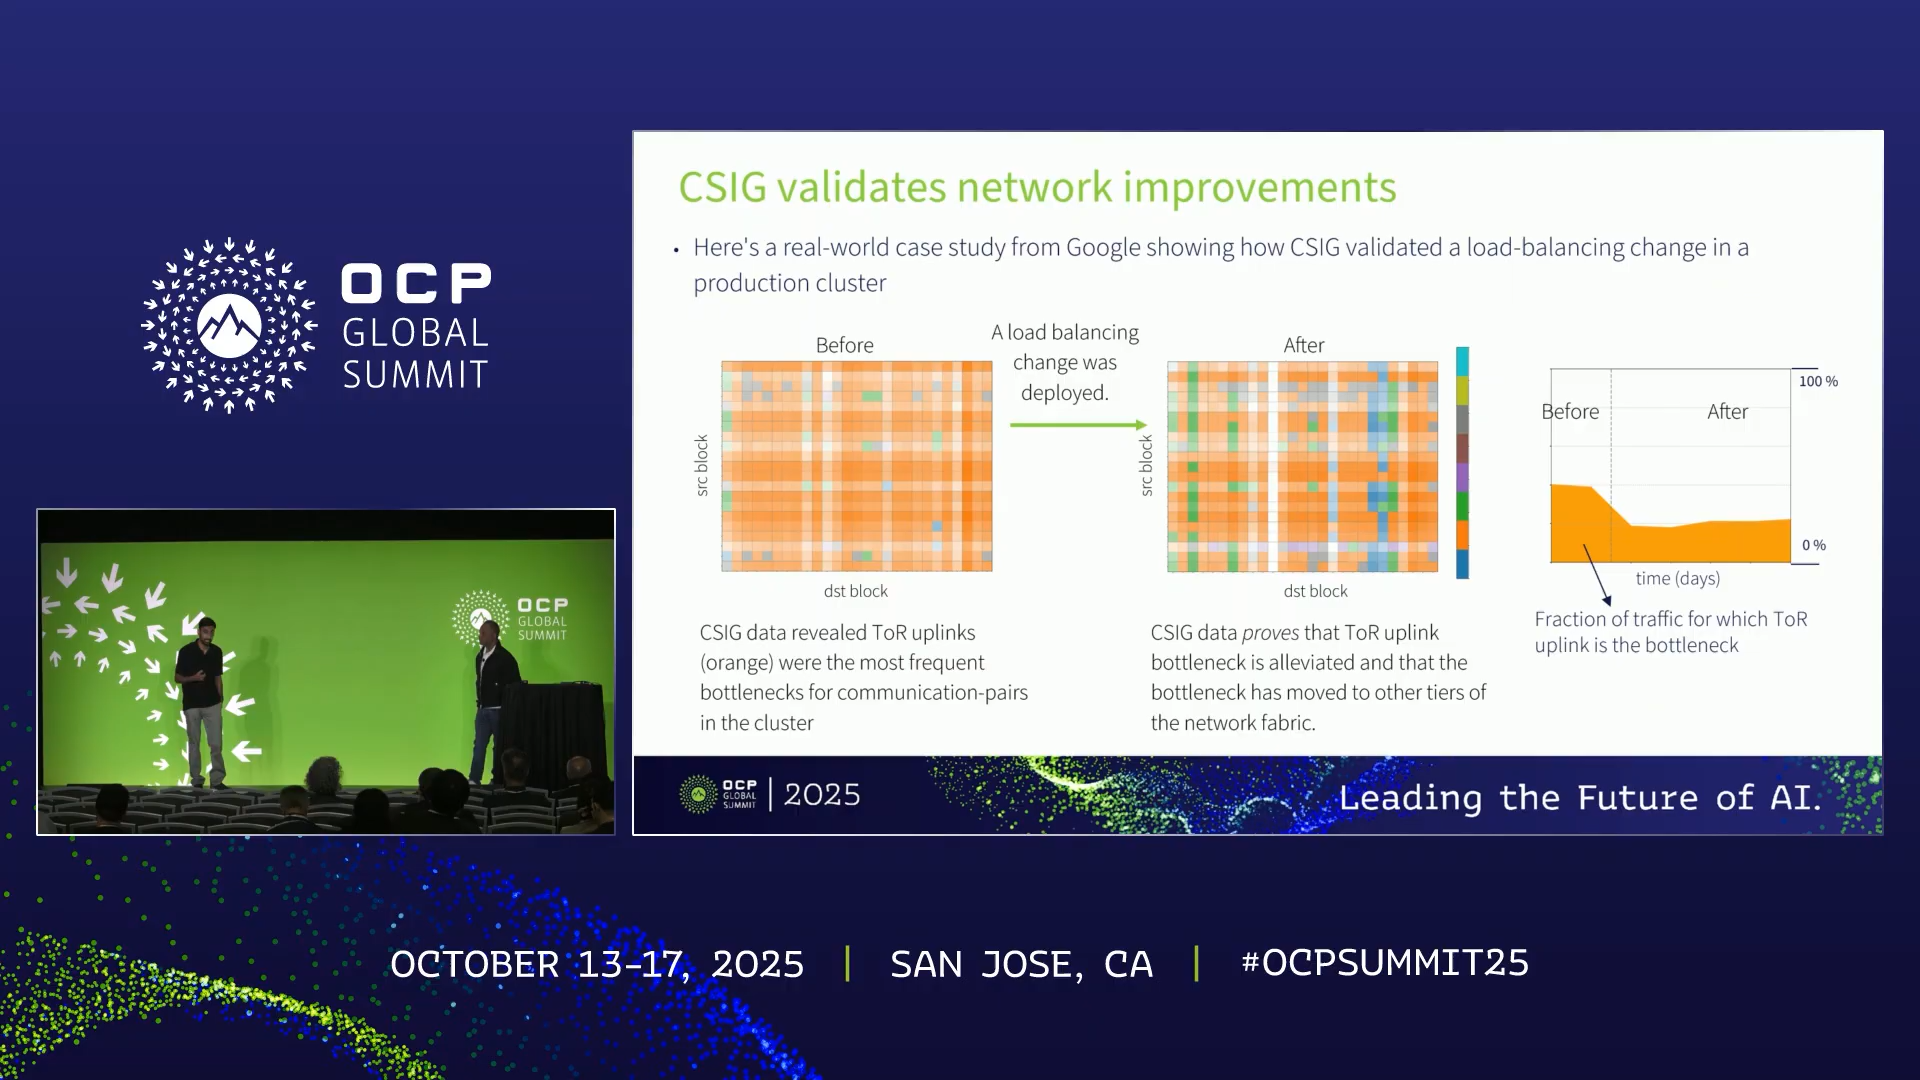 OCP
GLOBAL
SUMMIT
CSIG validates network improvements
• Here's a real-world case study from Google showing how CSIG validated a load-balancing change in a
production cluster
Before
A load balancing
change was
deployed.
After
src block
dst block
src block
dst block
Before
After
100 %
0 %
time (days)
Fraction of traffic for which ToR
uplink is the bottleneck
CSIG data revealed ToR uplinks
(orange) were the most frequent
bottlenecks for communication-pairs
in the cluster
CSIG data proves that ToR uplink
bottleneck is alleviated and that the
bottleneck has moved to other tiers of
the network fabric.
OCP
GLOBAL
SUMMIT
2025
Leading the Future of AI.
OCP
GLOBAL
SUMMIT
OCTOBER 13-17, 2025 | SAN JOSE, CA | #OCPSUMMIT25